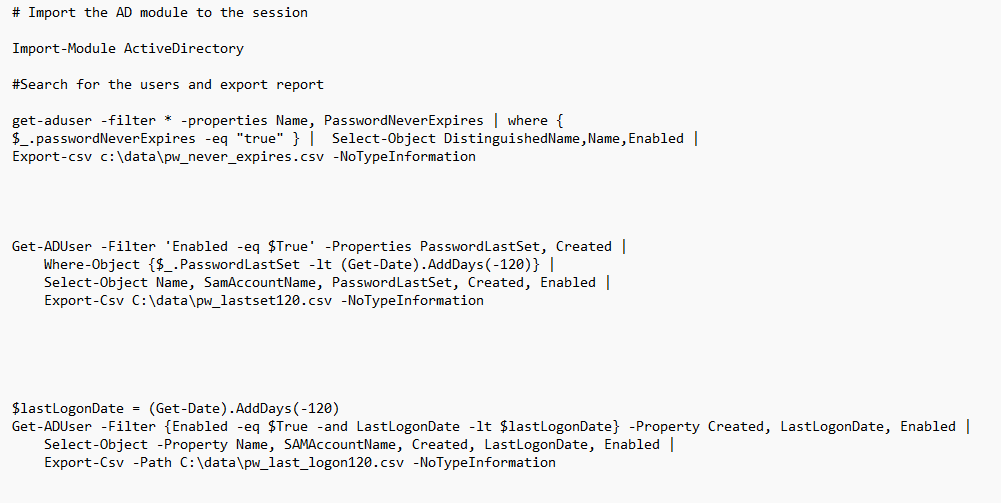 # Import the AD module to the session
Import-Module ActiveDirectory
#Search for the users and export report
get-aduser -filter * -properties Name, PasswordNeverExpires | where {
$_.passwordNeverExpires -eq "true" } |  Select-Object DistinguishedName,Name,Enabled |
Export-csv c:\data\pw_never_expires.csv -NoTypeInformation
Get-ADUser -Filter 'Enabled -eq $True' -Properties PasswordLastSet, Created |
    Where-Object {$_.PasswordLastSet -lt (Get-Date).AddDays(-120)} |
    Select-Object Name, SamAccountName, PasswordLastSet, Created, Enabled |
    Export-Csv C:\data\pw_lastset120.csv -NoTypeInformation
$lastLogonDate = (Get-Date).AddDays(-120)
Get-ADUser -Filter {Enabled -eq $True -and LastLogonDate -lt $lastLogonDate} -Property Created, LastLogonDate, Enabled |
    Select-Object -Property Name, SAMAccountName, Created, LastLogonDate, Enabled |
    Export-Csv -Path C:\data\pw_last_logon120.csv -NoTypeInformation